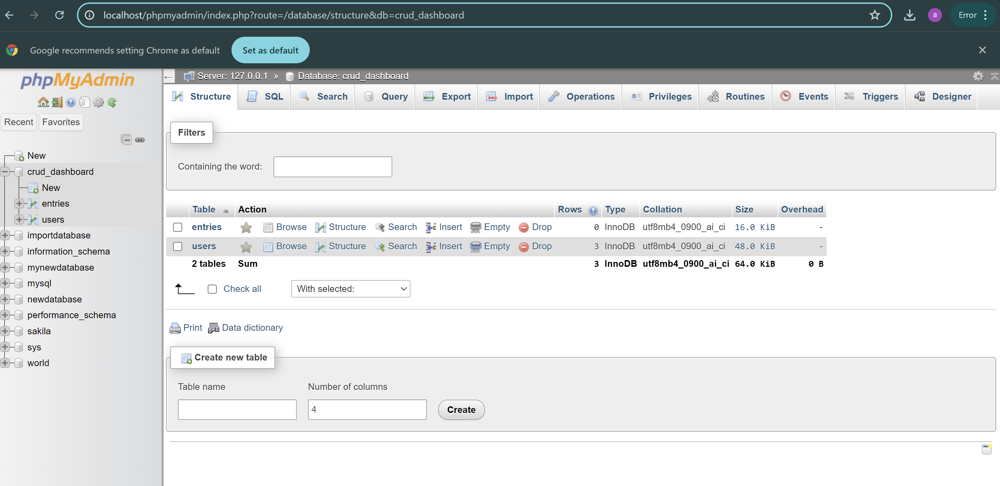 localhost/phpmyadmin/index.php?route=/database/structure&db=crud_dashboard
a
Error
Google recommends setting Chrome as default
Set as default
phpMyAdmin
Recent
Favorites
New
crud_dashboard
New
entries
users
importdatabase
information_schema
mynewdatabase
mysql
newdatabase
performance_schema
sakila
sys
world
Server: 127.0.0.1 » Database: crud_dashboard
Structure SQL Search Query Export Import Operations Privileges Routines Events Triggers Designer
Filters
Containing the word:
Table Action Rows Type Collation Size Overhead
entries Browse Structure Search Insert Empty Drop 0 InnoDB utf8mb4_0900_ai_ci 16.0 KiB -
users Browse Structure Search Insert Empty Drop 3 InnoDB utf8mb4_0900_ai_ci 48.0 KiB -
2 tables Sum 3 InnoDB utf8mb4_0900_ai_ci 64.0 KiB 0 B
Check all With selected:
Print Data dictionary
Create new table
Table name Number of columns
4 Create